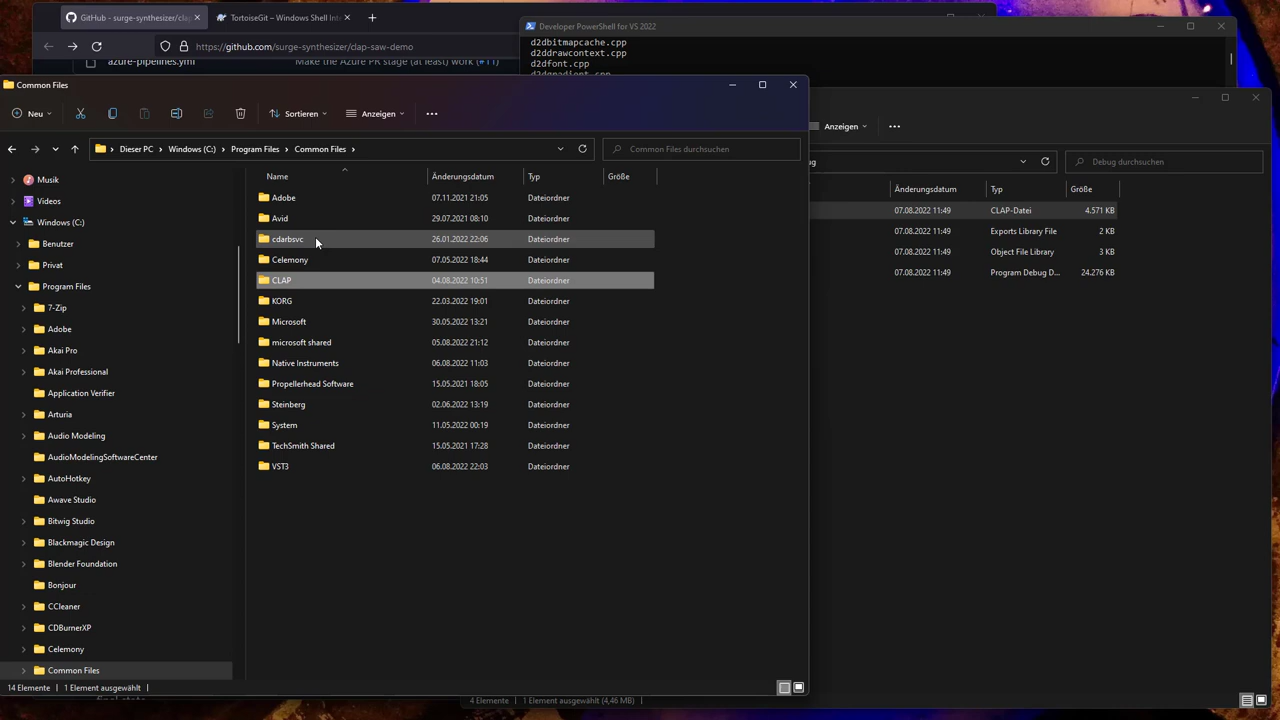 GitHub - surge-synthesizer/clap
TortoiseGit – Windows Shell Int
https://github.com/surge-synthesizer/clap-saw-demo
azure-pipelines.yml
Make the Azure PR stage (at least) work (#11)
Developer PowerShell for VS 2022
d2dbitmapcache.cpp
d2ddrawcontext.cpp
d2dfont.cpp
d2dgradient.cpp
Common Files
Neu
Sortieren
Anzeigen
Dieser PC
Windows (C:)
Program Files
Common Files
Common Files durchsuchen
Name
Änderungsdatum
Typ
Größe
Adobe 07.11.2021 21:05 Dateiordner
Avid 29.07.2021 08:10 Dateiordner
cdarbsvc 26.01.2022 22:06 Dateiordner
Celemony 07.05.2022 18:44 Dateiordner
CLAP 04.08.2022 10:51 Dateiordner
KORG 22.03.2022 19:01 Dateiordner
Microsoft 30.05.2022 13:21 Dateiordner
microsoft shared 05.08.2022 21:12 Dateiordner
Native Instruments 06.08.2022 11:03 Dateiordner
Propellerhead Software 15.05.2021 18:05 Dateiordner
Steinberg 02.06.2022 13:19 Dateiordner
System 11.05.2022 00:19 Dateiordner
TechSmith Shared 15.05.2021 17:28 Dateiordner
VST3 06.08.2022 22:03 Dateiordner
Musik
Videos
Windows (C:)
Benutzer
Privat
Program Files
7-Zip
Adobe
Akai Pro
Akai Professional
Application Verifier
Arturia
Audio Modeling
AudioModelingSoftwareCenter
AutoHotkey
Awave Studio
Bitwig Studio
Blackmagic Design
Blender Foundation
Bonjour
CCleaner
CDBurnerXP
Celemony
Common Files
14 Elemente
1 Element ausgewählt
Anzeigen
ug
Debug durchsuchen
Änderungsdatum
Typ
Größe
07.08.2022 11:49 CLAP-Datei 4.571 KB
07.08.2022 11:49 Exports Library File 2 KB
07.08.2022 11:49 Object File Library 3 KB
07.08.2022 11:49 Program Debug D... 24.276 KB
4 Elemente
1 Element ausgewählt (4,46 MB)